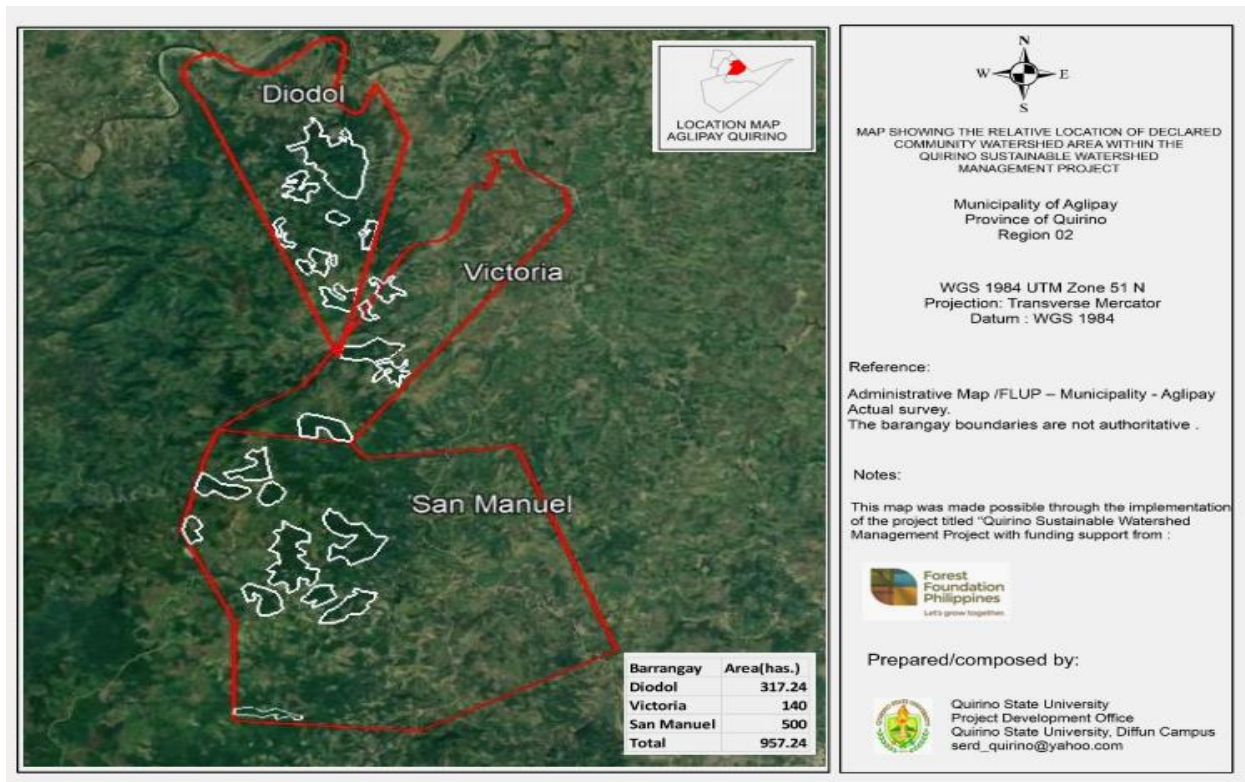 Diodol
Victoria
San Manuel
LOCATION MAP
AGLIPAY QUIRINO
Barrangay Area(has.)
Diodol 317.24
Victoria 140
San Manuel 500
Total 957.24
N
W E
S
MAP SHOWING THE RELATIVE LOCATION OF DECLARED
COMMUNITY WATERSHED AREA WITHIN THE
QUIRINO SUSTAINABLE WATERSHED
MANAGEMENT PROJECT
Municipality of Aglipay
Province of Quirino
Region 02
WGS 1984 UTM Zone 51 N
Projection: Transverse Mercator
Datum : WGS 1984
Reference:
Administrative Map /FLUP – Municipality - Aglipay
Actual survey.
The barangay boundaries are not authoritative .
Notes:
This map was made possible through the implementation
of the project titled "Quirino Sustainable Watershed
Management Project with funding support from :
Forest
Foundation
Philippines
Let's grow together.
Prepared/composed by:
QUIRINO STATE UNIVERSITY
Quirino State University
Project Development Office
Quirino State University, Diffun Campus
serd_quirino@yahoo.com